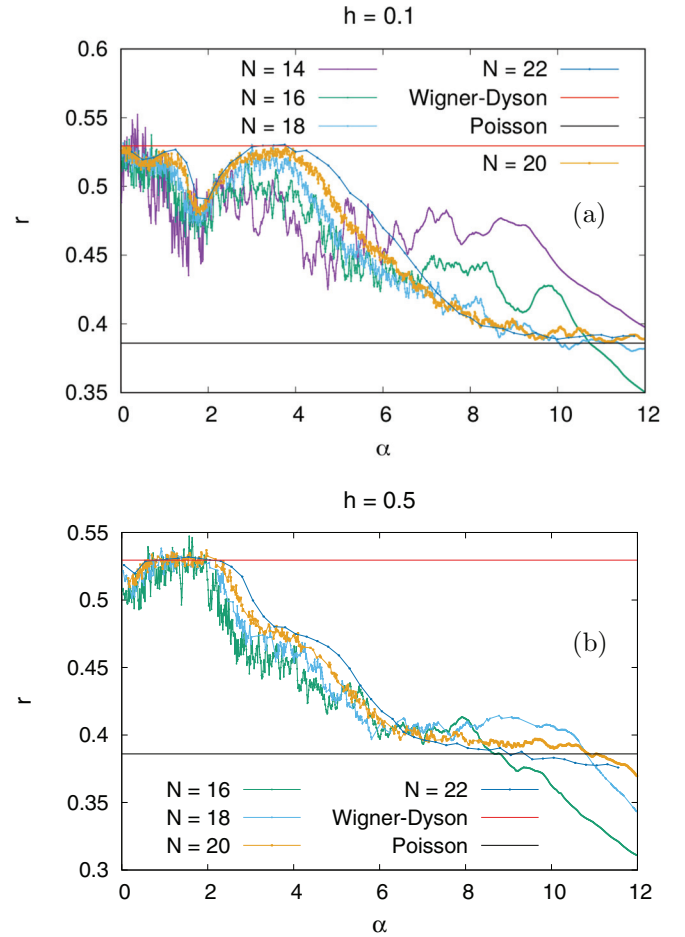 h = 0.1
0.6
0.55
0.5
0.45
0.4
0.35
r
N = 14
N = 16
N = 18
N = 22
Wigner-Dyson
Poisson
N = 20
(a)
0 2 4 6 8 10 12
α
h = 0.5
0.55
0.5
0.45
0.4
0.35
0.3
r
(b)
N = 16
N = 18
N = 20
N = 22
Wigner-Dyson
Poisson
0 2 4 6 8 10 12
α